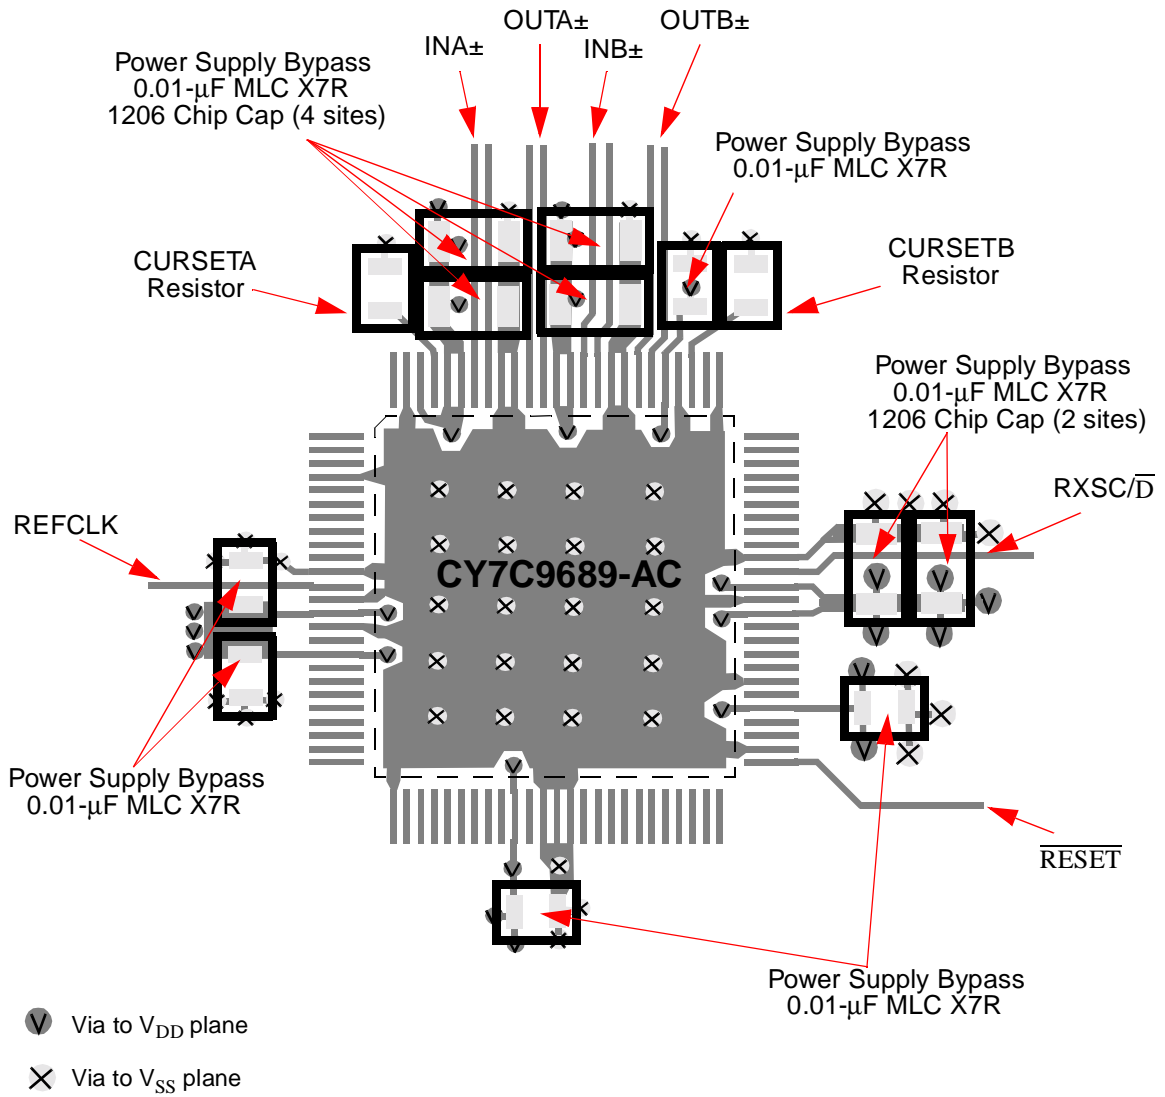 OUTA±
OUTB±
INA±
INB±
Power Supply Bypass
0.01-µF MLC X7R
1206 Chip Cap (4 sites)
Power Supply Bypass
0.01-µF MLC X7R
CURSETA
Resistor
CURSETB
Resistor
Power Supply Bypass
0.01-µF MLC X7R
1206 Chip Cap (2 sites)
RXSC/D̅
REFCLK
CY7C9689-AC
Power Supply Bypass
0.01-µF MLC X7R
R̅E̅S̅E̅T̅
Power Supply Bypass
0.01-µF MLC X7R
V Via to VDD plane
X Via to VSS plane